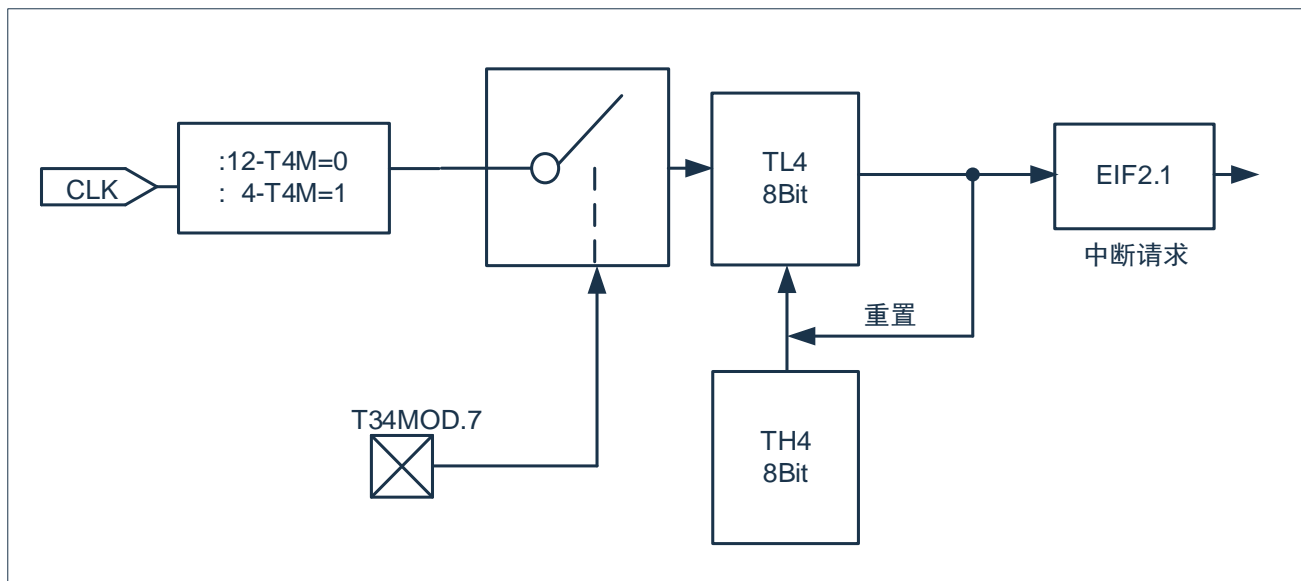 CLK
:12-T4M=0
: 4-T4M=1
TL4
8Bit
EIF2.1
中断请求
重置
T34MOD.7
TH4
8Bit